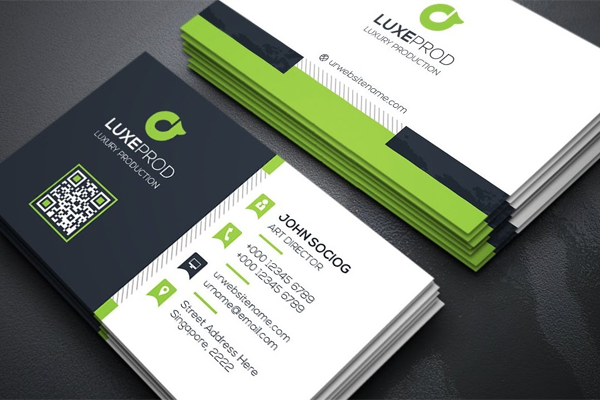 LUXEPROD
LUXURY PRODUCTION
urwebsitename.com
LUXEPROD
LUXURY PRODUCTION
JOHN SOCIOG
ART DIRECTOR
+000 12345 6789
+000 12345 6789
urwebsitename.com
urname@email.com
Street Address Here
Singapore, 2222